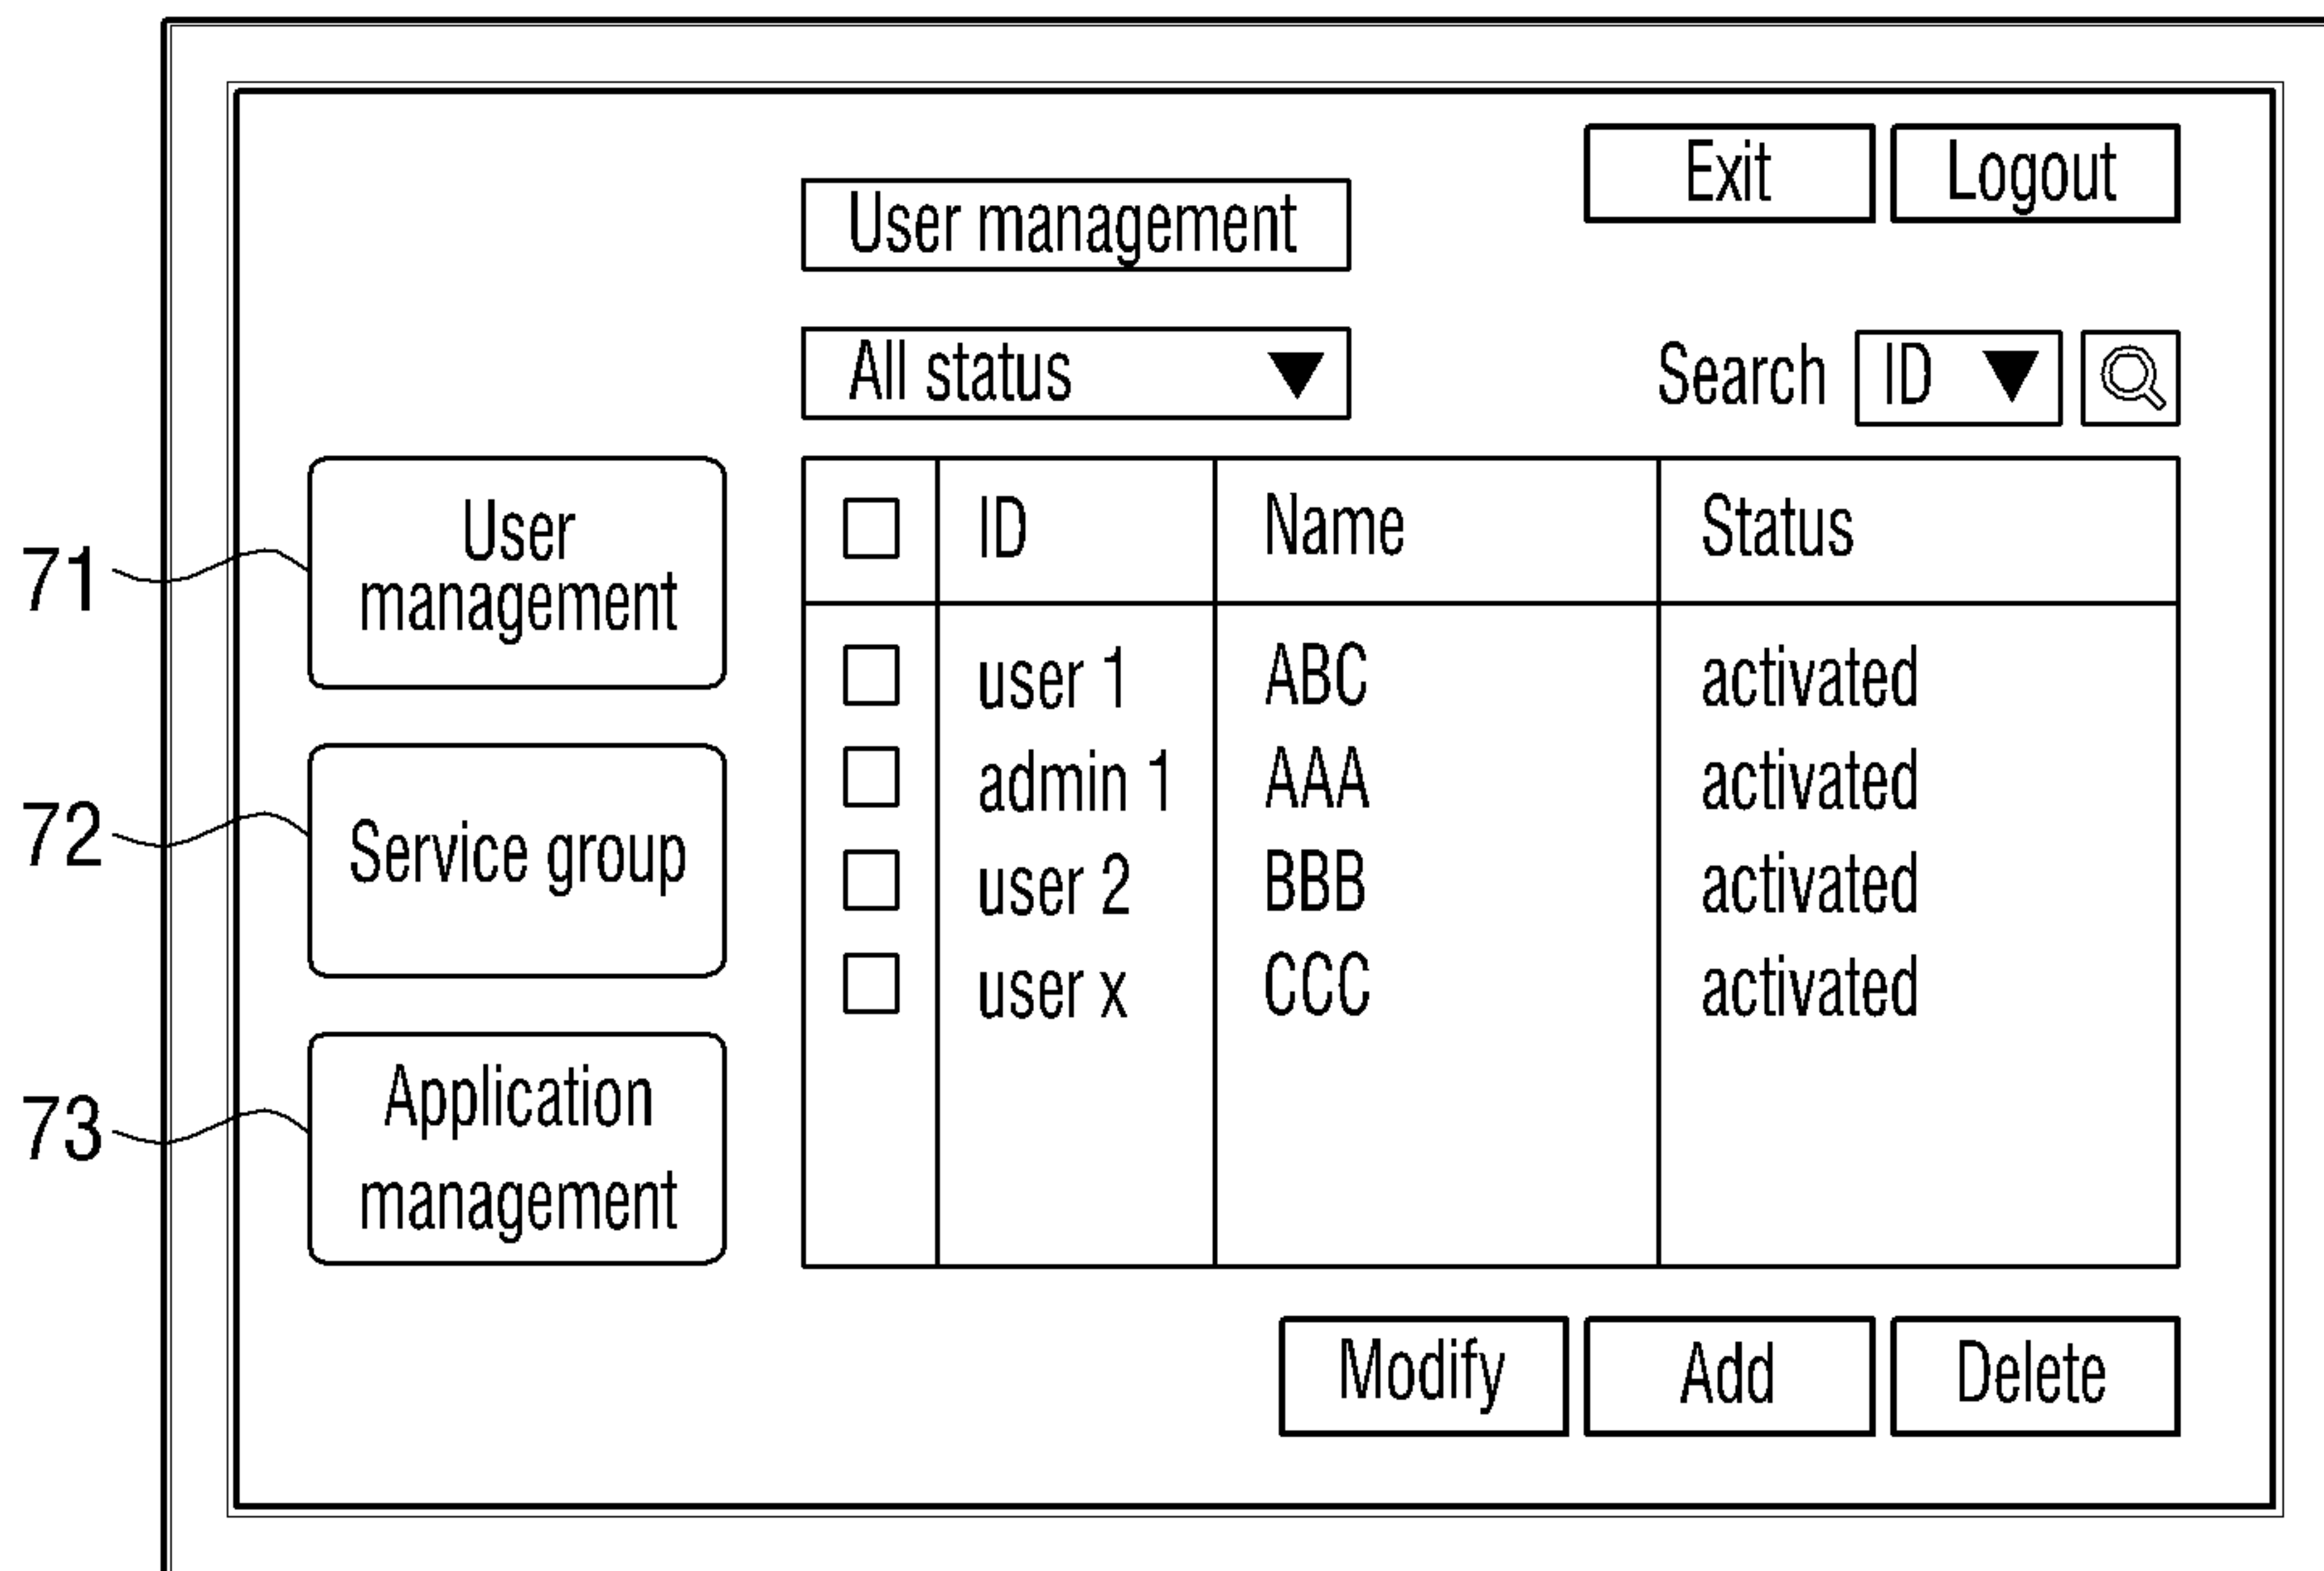 Exit Logout
User management
All status Search ID
71
User
management
72
Service group
73
Application
management
ID Name Status
user 1 ABC activated
admin 1 AAA activated
user 2 BBB activated
user x CCC activated
Modify Add Delete